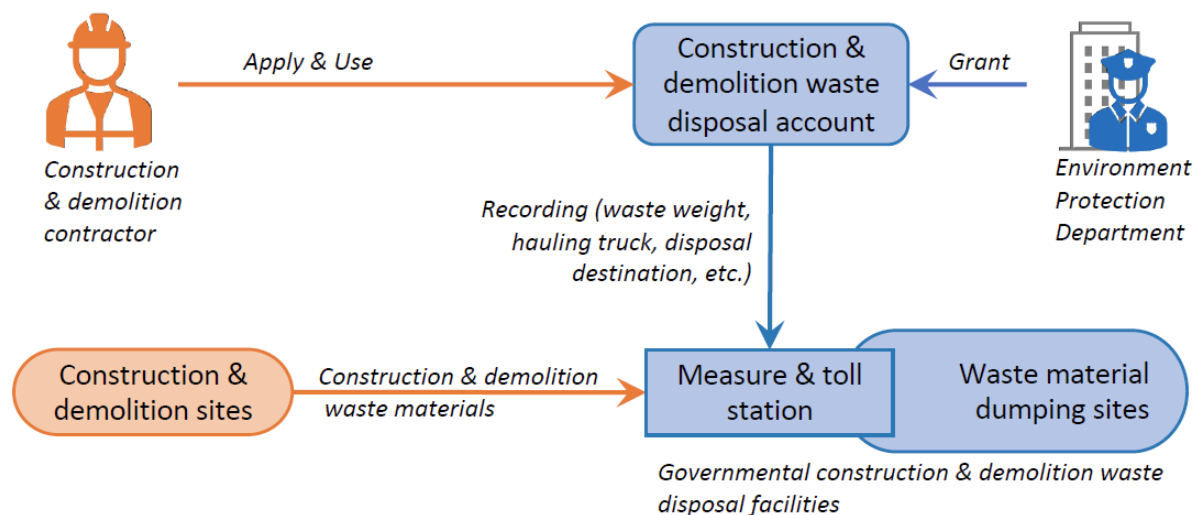 Apply & Use
Construction &
demolition waste
disposal account
Grant
Construction
& demolition
contractor
Environment
Protection
Department
Recording (waste weight,
hauling truck, disposal
destination, etc.)
Construction &
demolition sites
Construction & demolition
waste materials
Measure & toll
station
Waste material
dumping sites
Governmental construction & demolition waste
disposal facilities